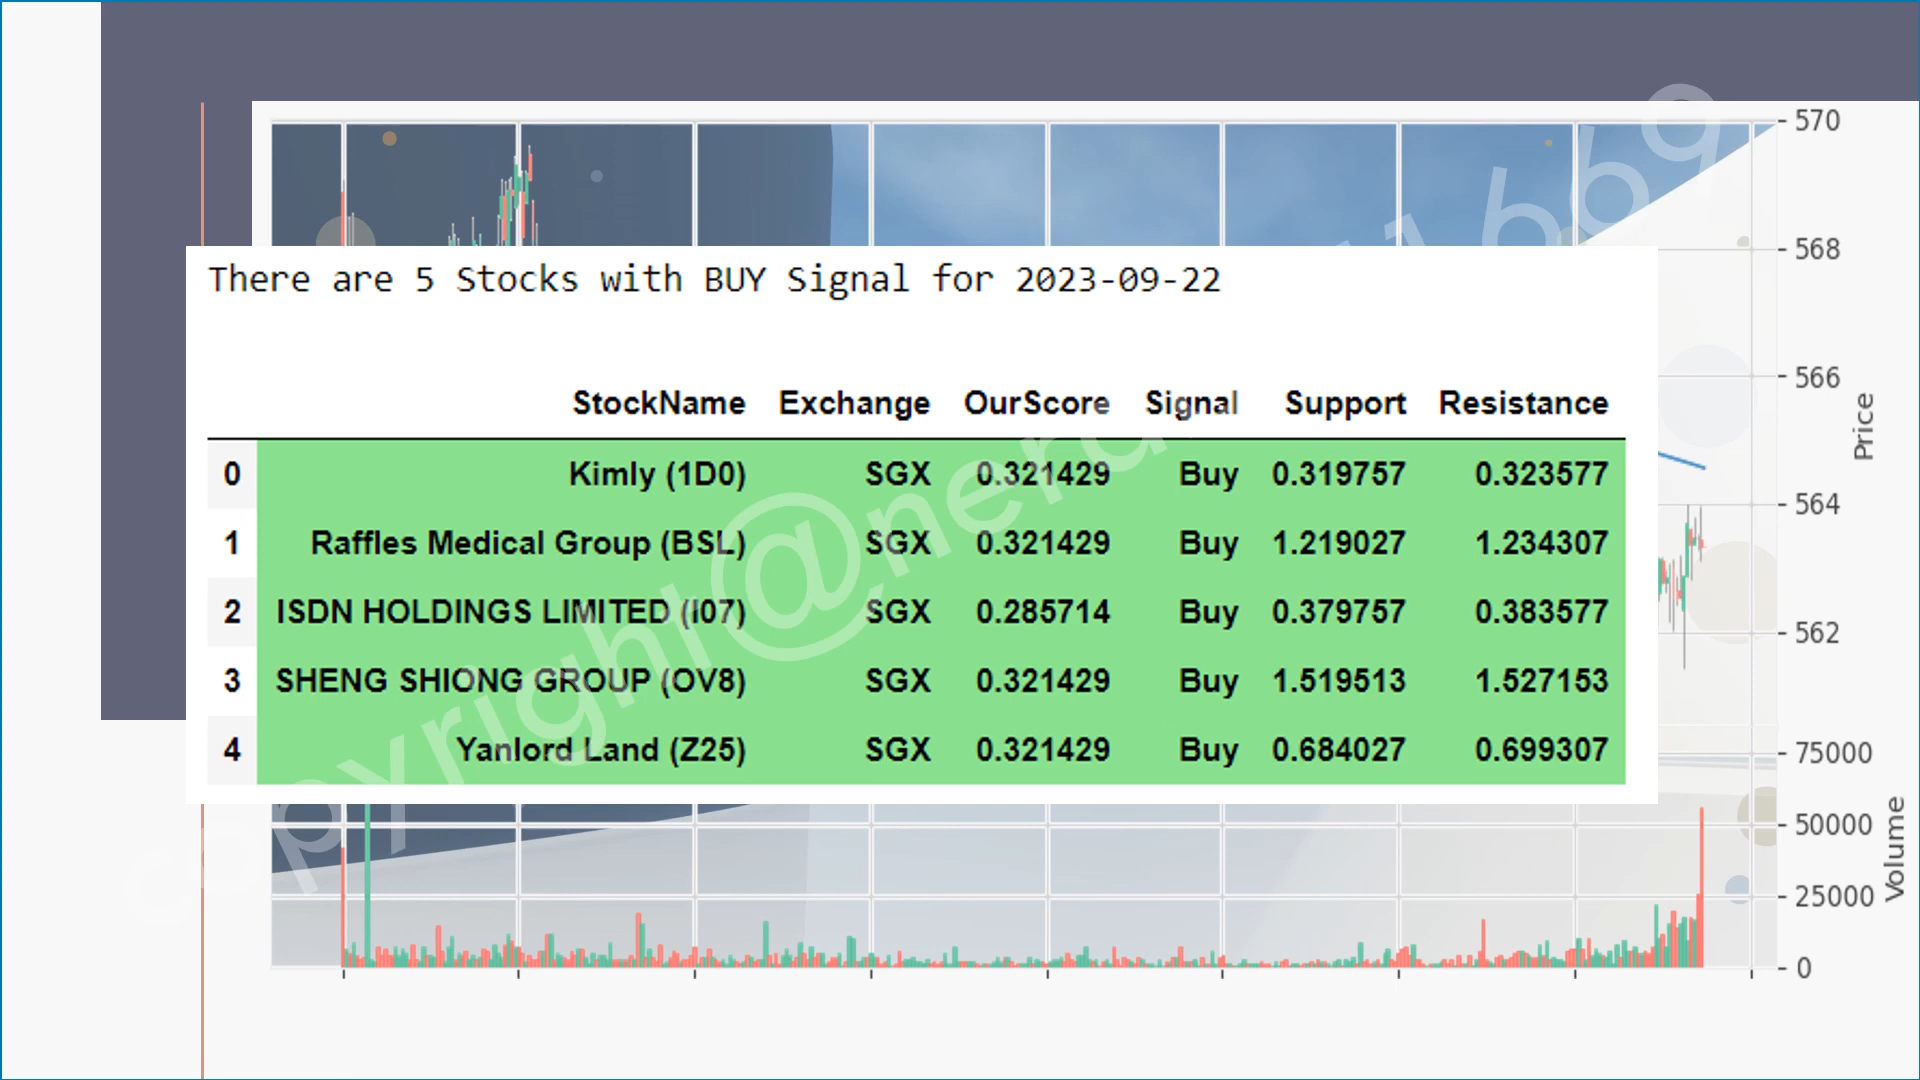 570
568
There are 5 Stocks with BUY Signal for 2023-09-22
566
StockName Exchange OurScore Signal Support Resistance
Price
0 Kimly (1D0) SGX 0.321429 Buy 0.319757 0.323577
564
1 Raffles Medical Group (BSL) SGX 0.321429 Buy 1.219027 1.234307
2 ISDN HOLDINGS LIMITED (I07) SGX 0.285714 Buy 0.379757 0.383577
562
3 SHENG SHIONG GROUP (OV8) SGX 0.321429 Buy 1.519513 1.527153
4 Yanlord Land (Z25) SGX 0.321429 Buy 0.684027 0.699307
75000
50000
Volume
25000
0